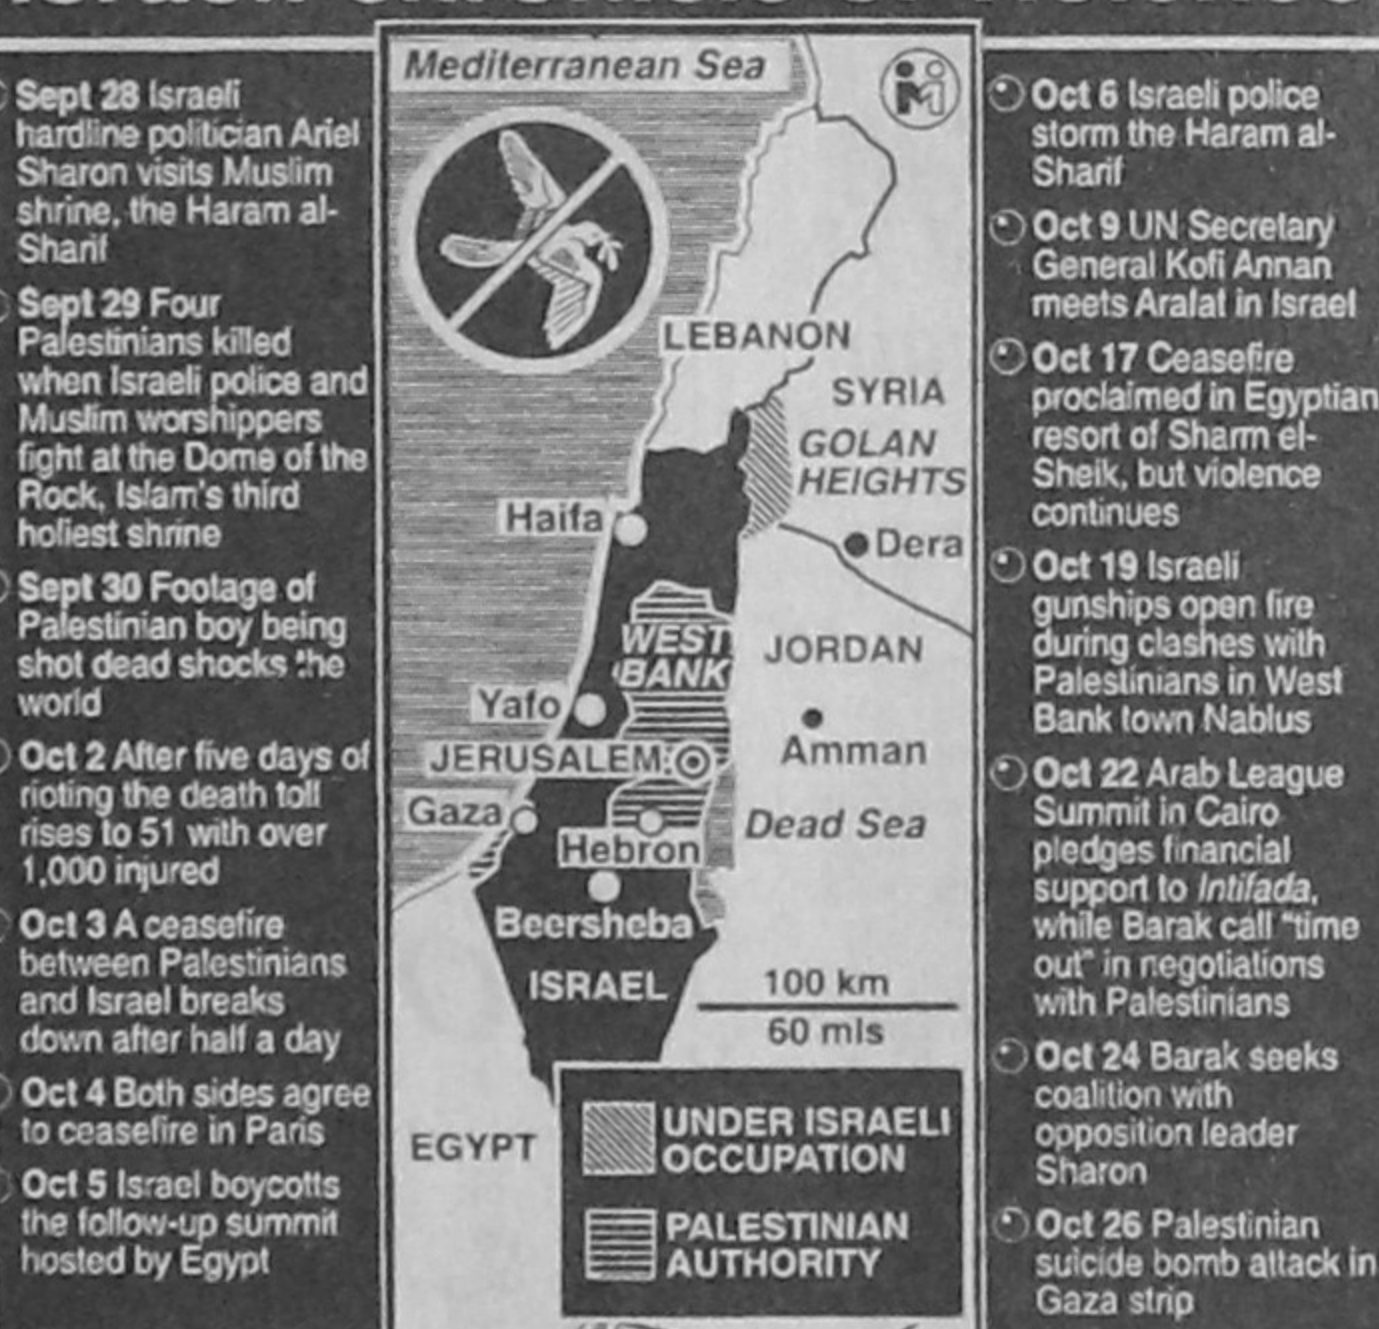 Sept 28 Israeli
hardline politician Ariel
Sharon visits Muslim
shrine, the Haram al-
Sharif
Sept 29 Four
Palestinians killed
when Israeli police and
Muslim worshippers
fight at the Dome of the
Rock, Islam's third
holiest shrine
Sept 30 Footage of
Palestinian boy being
shot dead shocks the
world
Oct 2 After five days of
rioting the death toll
rises to 51 with over
1,000 injured
Oct 3 A ceasefire
between Palestinians
and Israel breaks
down after half a day
Oct 4 Both sides agree
to ceasefire in Paris
Oct 5 Israel boycotts
the follow-up summit
hosted by Egypt
Mediterranean Sea
LEBANON
SYRIA
GOLAN
HEIGHTS
Haifa
Dera
WEST
BANK
JORDAN
Yafo
Amman
JERUSALEM
Gaza
Dead Sea
Hebron
Beersheba
ISRAEL
100 km
60 mls
EGYPT
UNDER ISRAELI
OCCUPATION
PALESTINIAN
AUTHORITY
Oct 6 Israeli police
storm the Haram al-
Sharif
Oct 9 UN Secretary
General Kofi Annan
meets Arafat in Israel
Oct 17 Ceasefire
proclaimed in Egyptian
resort of Sharm el-
Sheik, but violence
continues
Oct 19 Israeli
gunships open fire
during clashes with
Palestinians in West
Bank town Nablus
Oct 22 Arab League
Summit in Cairo
pledges financial
support to Intifada,
while Barak call "time
out" in negotiations
with Palestinians
Oct 24 Barak seeks
coalition with
opposition leader
Sharon
Oct 26 Palestinian
suicide bomb attack in
Gaza strip